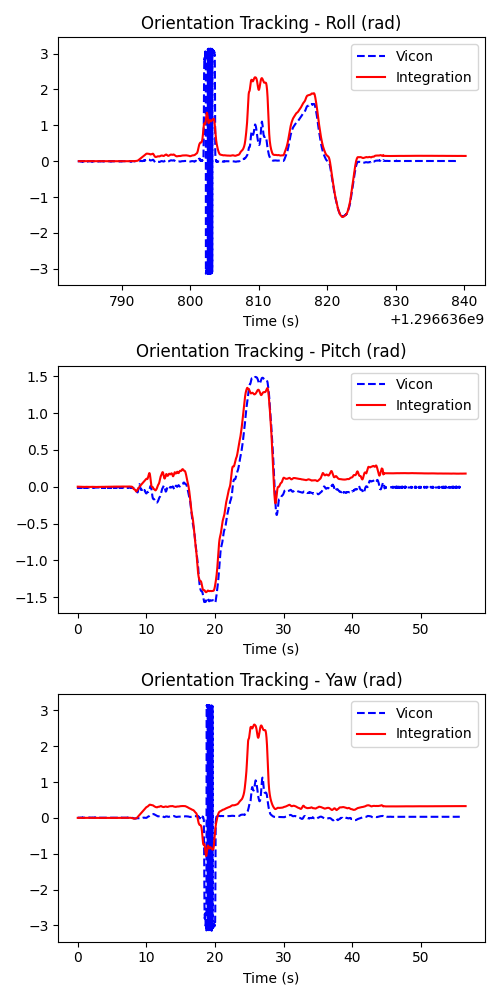 Orientation Tracking - Roll (rad)
3
2
1
0
−1
−2
−3
Vicon
Integration
790 800 810 820 830 840
+1.296636e9
Time (s)
Orientation Tracking - Pitch (rad)
1.5
1.0
0.5
0.0
−0.5
−1.0
−1.5
Vicon
Integration
0 10 20 30 40 50
Time (s)
Orientation Tracking - Yaw (rad)
3
2
1
0
−1
−2
−3
Vicon
Integration
0 10 20 30 40 50
Time (s)